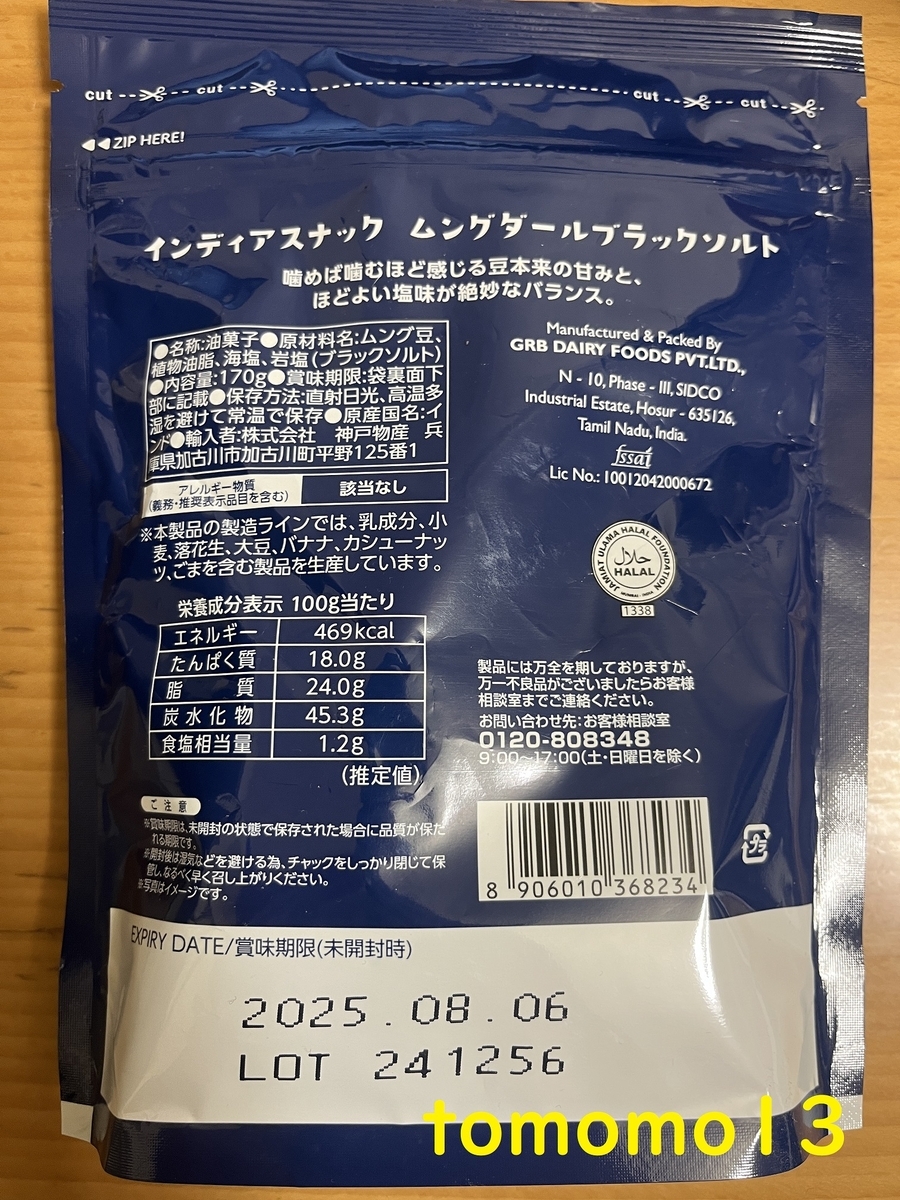 cut cut cut cut
ZIP HERE!
インディアスナック ムングダールブラックソルト
噛めば噛むほど感じる豆本来の甘みと、
ほどよい塩味が絶妙なバランス。
●名称:油菓子●原材料名:ムング豆、
植物油脂、海塩、岩塩(ブラックソルト)
●内容量:170g●賞味期限:袋裏面下
部に記載●保存方法:直射日光、高温多
湿を避けて常温で保存●原産国名:イ
ンド●輸入者:株式会社 神戸物産 兵
庫県加古川市加古川町平野125番1
アレルギー物質
(義務・推奨表示品目を含む)
該当なし
※本製品の製造ラインでは、乳成分、小
麦、落花生、大豆、バナナ、カシューナッ
ツ、ごまを含む製品を生産しています。
栄養成分表示 100g当たり
エネルギー 469kcal
たんぱく質 18.0g
脂質 24.0g
炭水化物 45.3g
食塩相当量 1.2g
(推定値)
ご注意
※賞味期限は、未開封の状態で保存された場合に品質が保た
れる期限です。
※開封後は湿気などを避ける為、チャックをしっかり閉じて保
管し、なるべく早く召し上がりください。
※写真はイメージです。
Manufactured & Packed By
GRB DAIRY FOODS PVT.LTD.,
N - 10, Phase - III, SIDCO
Industrial Estate, Hosur - 635126,
Tamil Nadu, India.
fssai
Lic No.: 10012042000672
JAMIAT ULAMA HALAL FOUNDATION
حلال
HALAL
MUMBAI - INDIA
1338
製品には万全を期しておりますが、
万一不良品がございましたらお客様
相談室までご連絡ください。
お問い合わせ先:お客様相談室
0120-808348
9:00〜17:00(土・日曜日を除く)
8 906010 368234
プラ
EXPIRY DATE/賞味期限(未開封時)
2025.08.06
LOT 241256
tomomo13